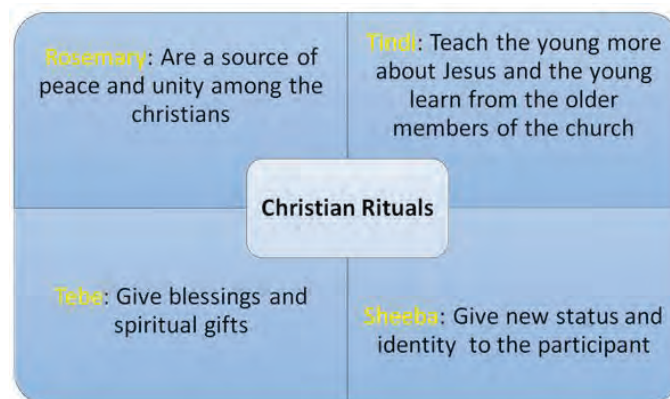 Rosemary: Are a source of
peace and unity among the
christians
Tindi: Teach the young more
about Jesus and the young
learn from the older
members of the church
Christian Rituals
Tebe: Give blessings and
spiritual gifts
Sheeba: Give new status and
identity to the participant